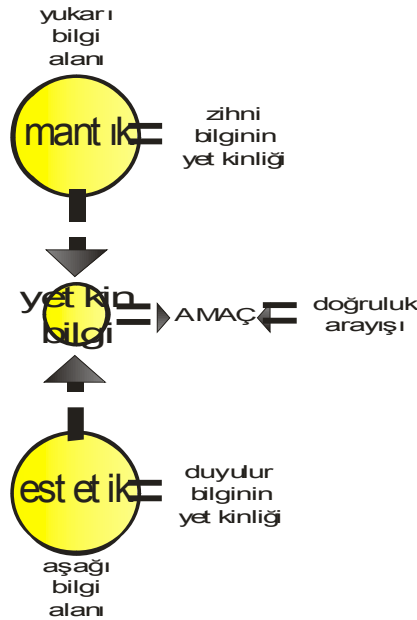 yukarı
bilgi
alanı
mantık
zihni
bilginin
yetkinliği
yetkin
bilgi
AMAÇ
doğruluk
arayışı
estetik
duyulur
bilginin
yetkinliği
aşağı
bilgi
alanı